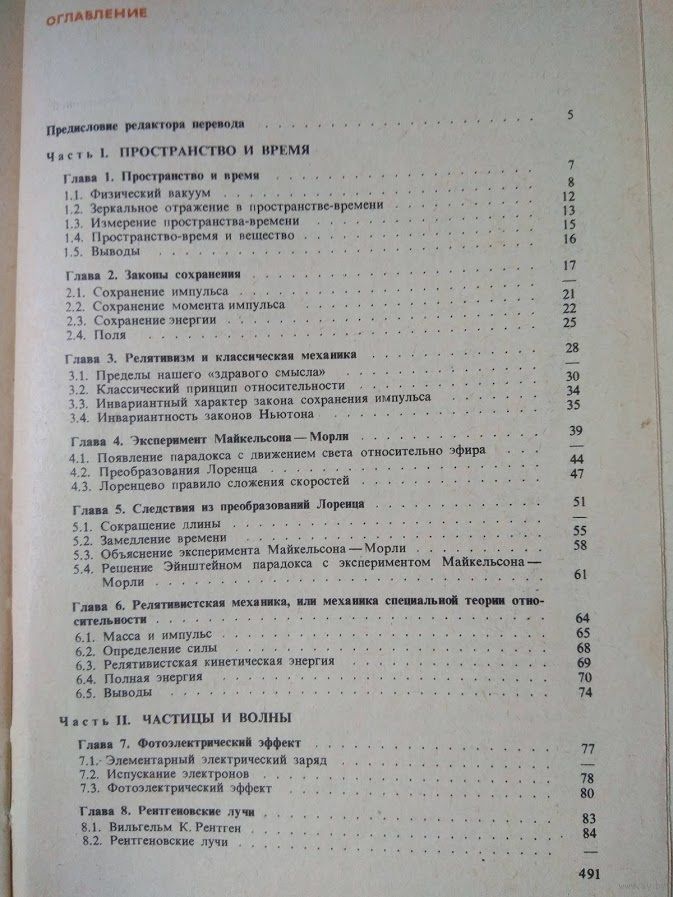 ОГЛАВЛЕНИЕ
Предисловие редактора перевода 5
Часть I. ПРОСТРАНСТВО И ВРЕМЯ
Глава 1. Пространство и время 7
1.1. Физический вакуум 8
1.2. Зеркальное отражение в пространстве-времени 12
1.3. Измерение пространства-времени 13
1.4. Пространство-время и вещество 15
1.5. Выводы 16
Глава 2. Законы сохранения 17
2.1. Сохранение импульса —
2.2. Сохранение момента импульса 21
2.3. Сохранение энергии 22
2.4. Поля 25
Глава 3. Релятивизм и классическая механика 28
3.1. Пределы нашего «здравого смысла» —
3.2. Классический принцип относительности 30
3.3. Инвариантный характер закона сохранения импульса 34
3.4. Инвариантность законов Ньютона 35
Глава 4. Эксперимент Майкельсона — Морли 39
4.1. Появление парадокса с движением света относительно эфира —
4.2. Преобразования Лоренца 44
4.3. Лоренцево правило сложения скоростей 47
Глава 5. Следствия из преобразований Лоренца 51
5.1. Сокращение длины —
5.2. Замедление времени 55
5.3. Объяснение эксперимента Майкельсона — Морли 58
5.4. Решение Эйнштейном парадокса с экспериментом Майкельсона —
Морли 61
Глава 6. Релятивистская механика, или механика специальной теории отно-
сительности 64
6.1. Масса и импульс 65
6.2. Определение силы 68
6.3. Релятивистская кинетическая энергия 69
6.4. Полная энергия 70
6.5. Выводы 74
Часть II. ЧАСТИЦЫ И ВОЛНЫ
Глава 7. Фотоэлектрический эффект 77
7.1. Элементарный электрический заряд —
7.2. Испускание электронов 78
7.3. Фотоэлектрический эффект 80
Глава 8. Рентгеновские лучи 83
8.1. Вильгельм К. Рентген 84
8.2. Рентгеновские лучи —
491